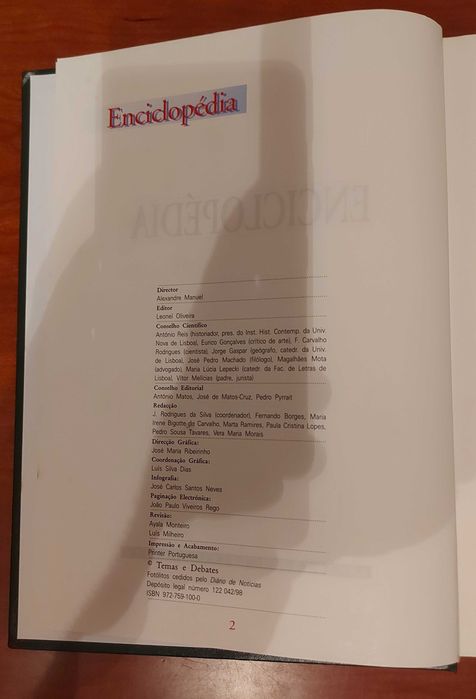 Enciclopédia
ENCICLOPÉDIA
Director
Alexandre Manuel
Editor
Leonel Oliveira
Conselho Científico
António Reis (historiador, pres. do Inst. Hist. Contemp. da Univ.
Nova de Lisboa), Eurico Gonçalves (crítico de arte), F. Carvalho
Rodrigues (cientista), Jorge Gaspar (geógrafo, catedr. da Univ.
de Lisboa), José Pedro Machado (filólogo), Magalhães Mota
(advogado), Maria Lúcia Lepecki (catedr. da Fac. de Letras de
Lisboa), Vítor Melícias (padre, jurista)
Conselho Editorial
António Matos, José de Matos-Cruz, Pedro Pyrrait
Redacção
J. Rodrigues da Silva (coordenador), Fernando Borges, Maria
Irene Bigotte de Carvalho, Marta Ramires, Paula Cristina Lopes,
Pedro Sousa Tavares, Vera Maria Morais
Direcção Gráfica:
José Maria Ribeirinho
Coordenação Gráfica:
Luís Silva Dias
Infografia:
José Carlos Santos Neves
Paginação Electrónica:
João Paulo Viveiros Rego
Revisão:
Ayala Monteiro
Luís Milheiro
Impressão e Acabamento:
Printer Portuguesa
© Temas e Debates
Fotolitos cedidos pelo Diário de Notícias
Depósito legal número 122 042/98
ISBN 972-759-100-0
2